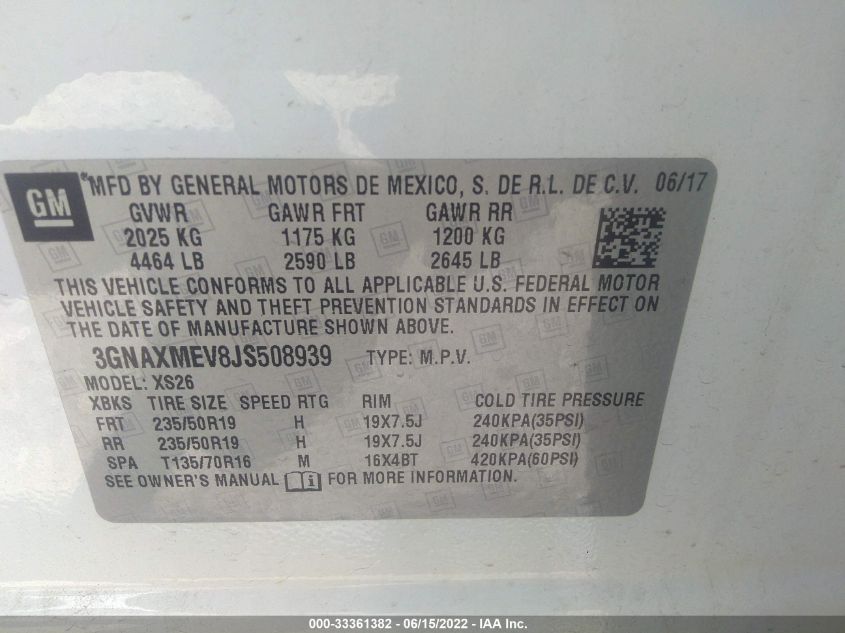 GM *MFD BY GENERAL MOTORS DE MEXICO, S. DE R.L. DE C.V. 06/17
GVWR GAWR FRT GAWR RR
2025 KG 1175 KG 1200 KG
4464 LB 2590 LB 2645 LB
THIS VEHICLE CONFORMS TO ALL APPLICABLE U.S. FEDERAL MOTOR
VEHICLE SAFETY AND THEFT PREVENTION STANDARDS IN EFFECT ON
THE DATE OF MANUFACTURE SHOWN ABOVE.
3GNAXMEV8JS508939 TYPE: M.P.V.
MODEL: XS26
XBKS TIRE SIZE SPEED RTG RIM COLD TIRE PRESSURE
FRT 235/50R19 H 19X7.5J 240KPA(35PSI)
RR 235/50R19 H 19X7.5J 240KPA(35PSI)
SPA T135/70R16 M 16X4BT 420KPA(60PSI)
SEE OWNER'S MANUAL i FOR MORE INFORMATION.
000-33361382 - 06/15/2022 - IAA Inc.